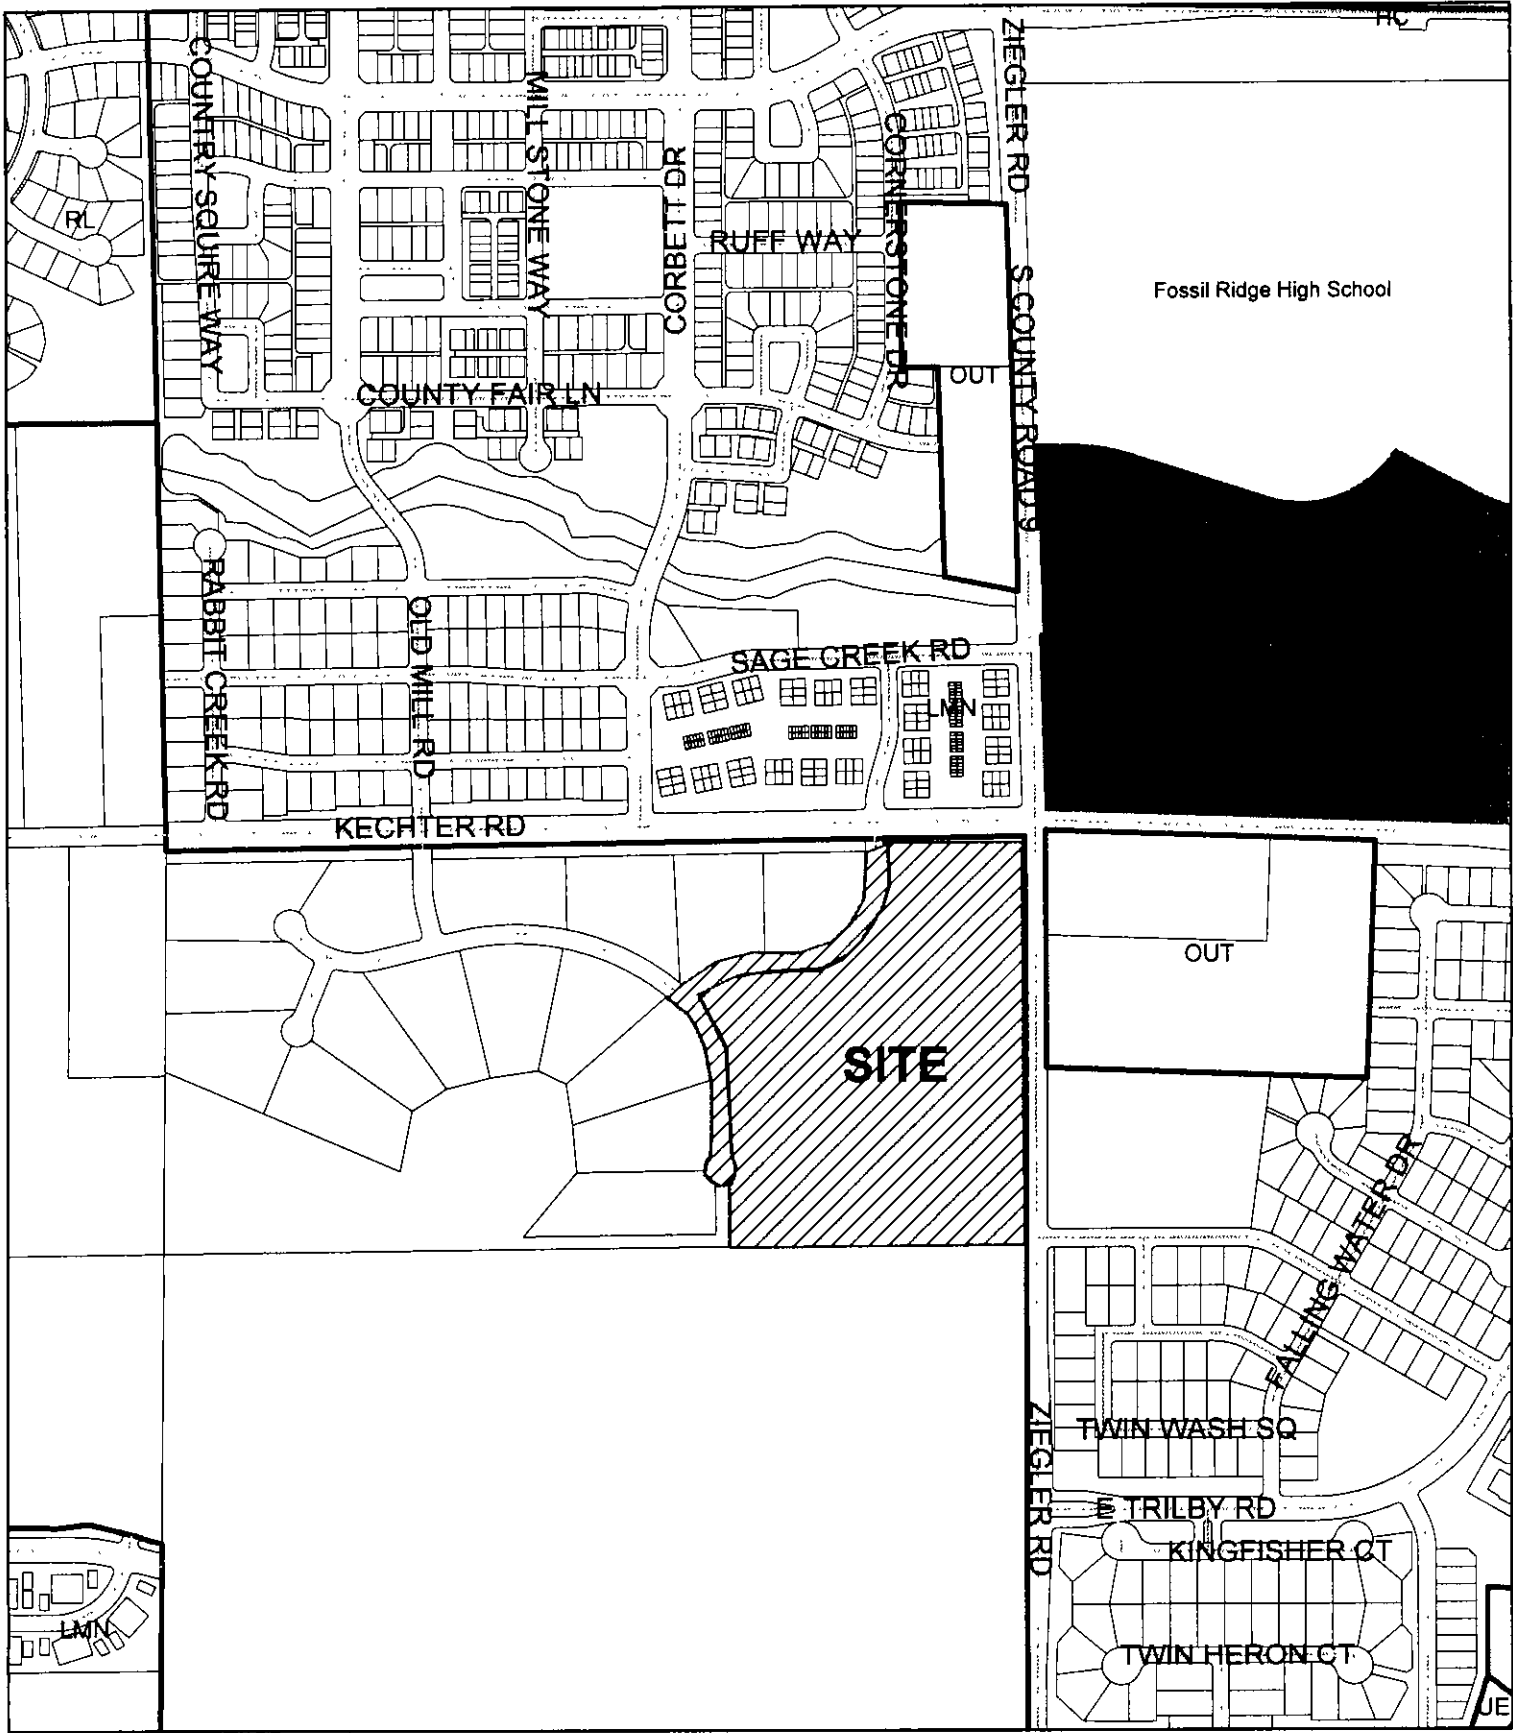 HC
COUNTRY SQUIRE WAY
MILL STONE WAY
CORBETT DR
CORNERSTONE DR
ZIEGLER RD
RL
RUFF WAY
S COUNTY ROAD 9
Fossil Ridge High School
OUT
COUNTY FAIR LN
RABBIT CREEK RD
OLD MILL RD
SAGE CREEK RD
LMN
KECHTER RD
OUT
SITE
FALLING WATER DR
ZIEGLER RD
TWIN WASH SQ
E TRILBY RD
KINGFISHER CT
LMN
TWIN HERON CT
UE